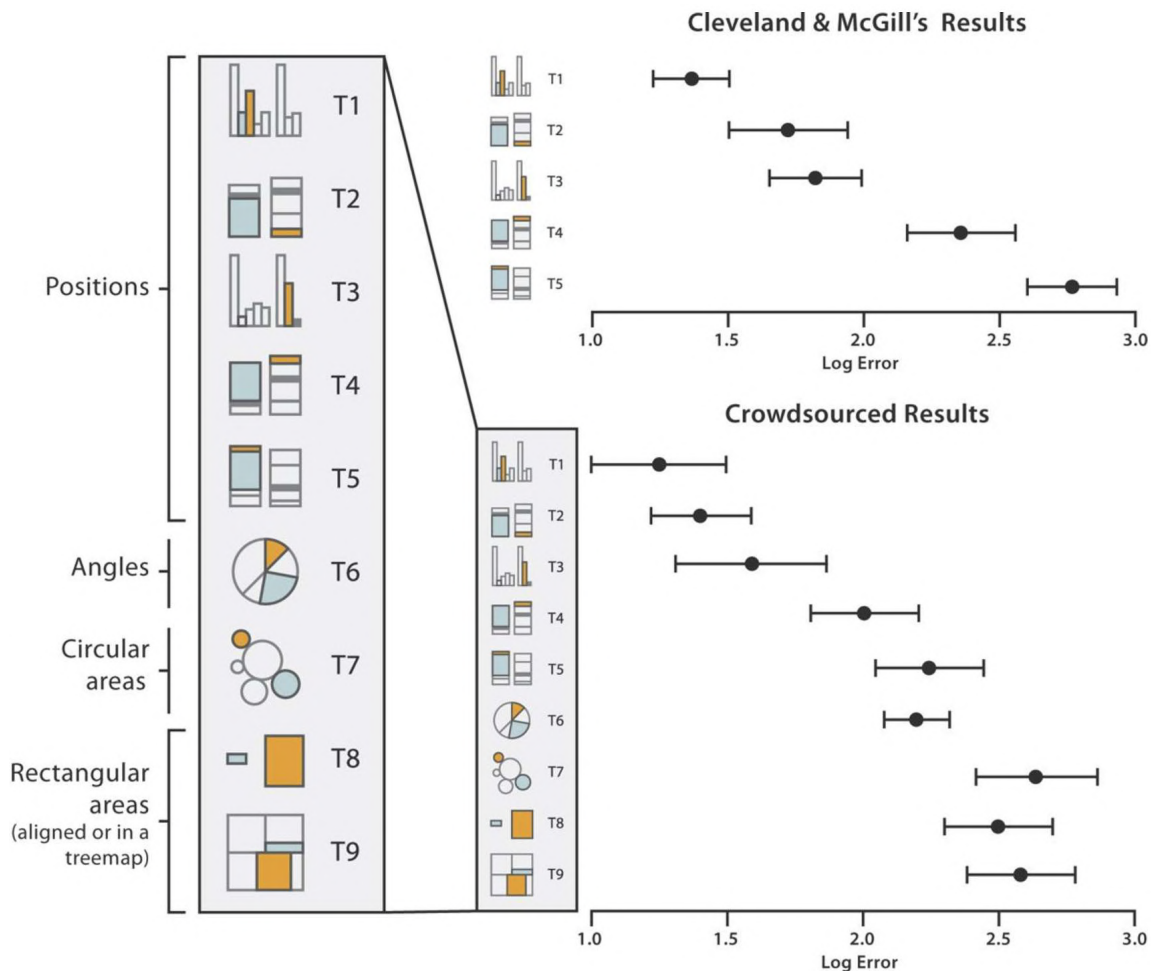 Cleveland & McGill's Results
T1
T2
T3
T4
T5
1.0 1.5 2.0 2.5 3.0
Log Error
Positions
Angles
Circular
areas
Rectangular
areas
(aligned or in a
treemap)
T1
T2
T3
T4
T5
T6
T7
T8
T9
Crowdsourced Results
T1
T2
T3
T4
T5
T6
T7
T8
T9
1.0 1.5 2.0 2.5 3.0
Log Error